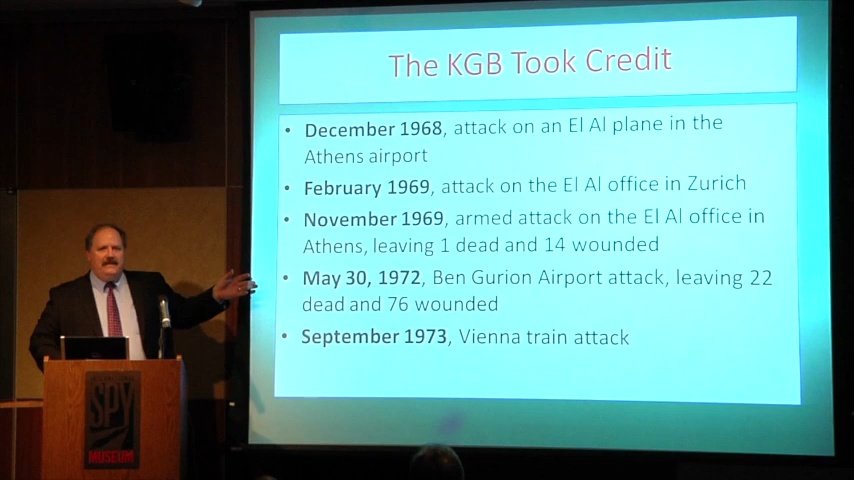 The KGB Took Credit
• December 1968, attack on an El Al plane in the
Athens airport
• February 1969, attack on the El Al office in Zurich
• November 1969, armed attack on the El Al office in
Athens, leaving 1 dead and 14 wounded
• May 30, 1972, Ben Gurion Airport attack, leaving 22
dead and 76 wounded
• September 1973, Vienna train attack
SPY
MUSEUM